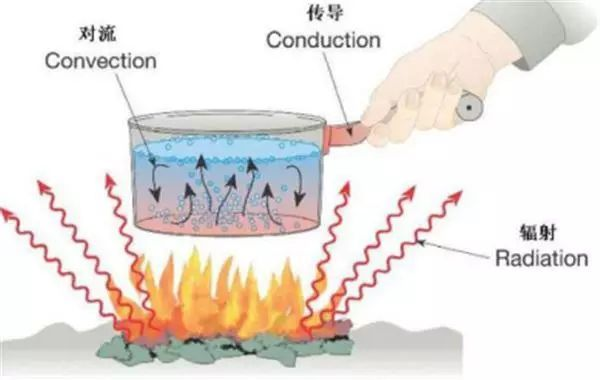 对流
Convection
传导
Conduction
辐射
Radiation